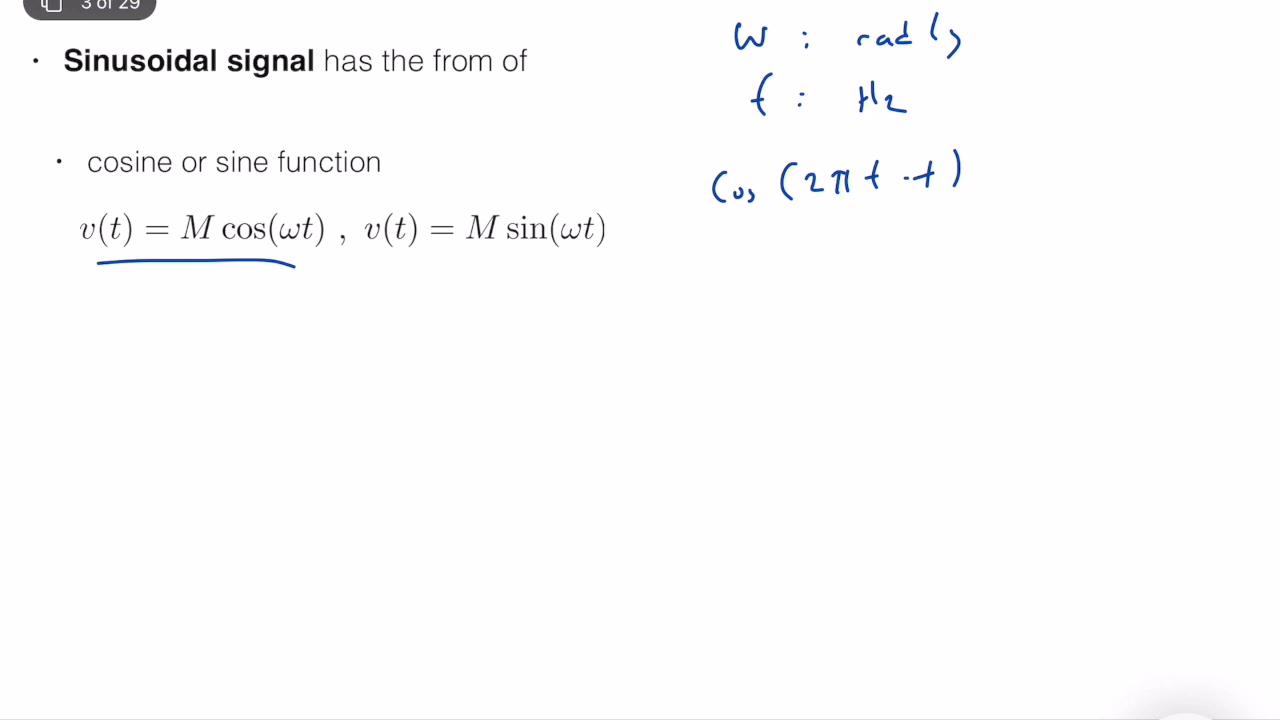 3 of 29
• Sinusoidal signal has the from of
• cosine or sine function
v(t) = M cos(ωt) , v(t) = M sin(ωt)
ω : rad/s
f : Hz
Cos (2πf·t)